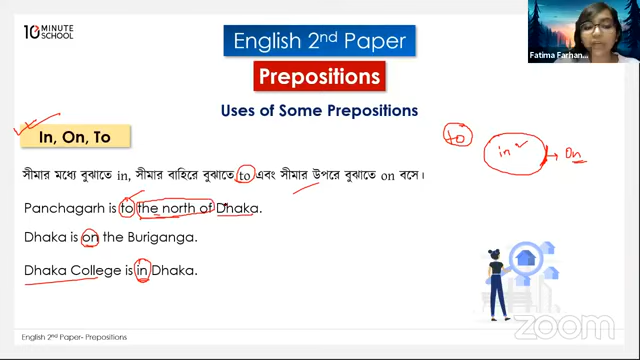 10 MINUTE SCHOOL
English 2nd Paper
Prepositions
Uses of Some Prepositions
Fatima Farhan...
In, On, To
to
in
on
সীমার মধ্যে বুঝাতে in, সীমার বাহিরে বুঝাতে to এবং সীমার উপরে বুঝাতে on বসে।
Panchagarh is to the north of Dhaka.
Dhaka is on the Buriganga.
Dhaka College is in Dhaka.
English 2nd Paper- Prepositions
zoom